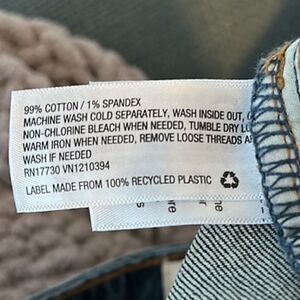 99% COTTON / 1% SPANDEX
MACHINE WASH COLD SEPARATELY, WASH INSIDE OUT,
NON-CHLORINE BLEACH WHEN NEEDED, TUMBLE DRY
WARM IRON WHEN NEEDED, REMOVE LOOSE THREADS
WASH IF NEEDED
RN17730 VN1210394
LABEL MADE FROM 100% RECYCLED PLASTIC